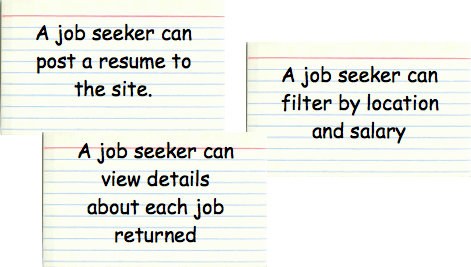 A job seeker can
post a resume to
the site.
A job seeker can
filter by location
and salary
A job seeker can
view details
about each job
returned